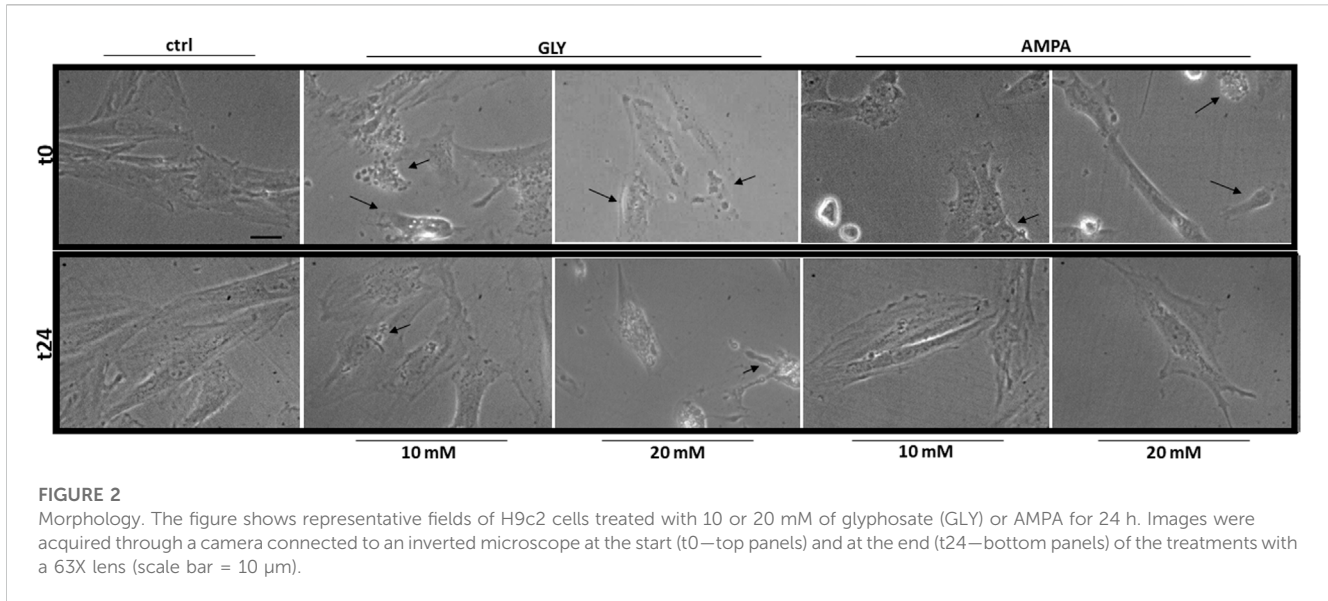 ctrl GLY AMPA
t0
t24
10 mM 20 mM 10 mM 20 mM
FIGURE 2
Morphology. The figure shows representative fields of H9c2 cells treated with 10 or 20 mM of glyphosate (GLY) or AMPA for 24 h. Images were
acquired through a camera connected to an inverted microscope at the start (t0—top panels) and at the end (t24—bottom panels) of the treatments with
a 63X lens (scale bar = 10 μm).